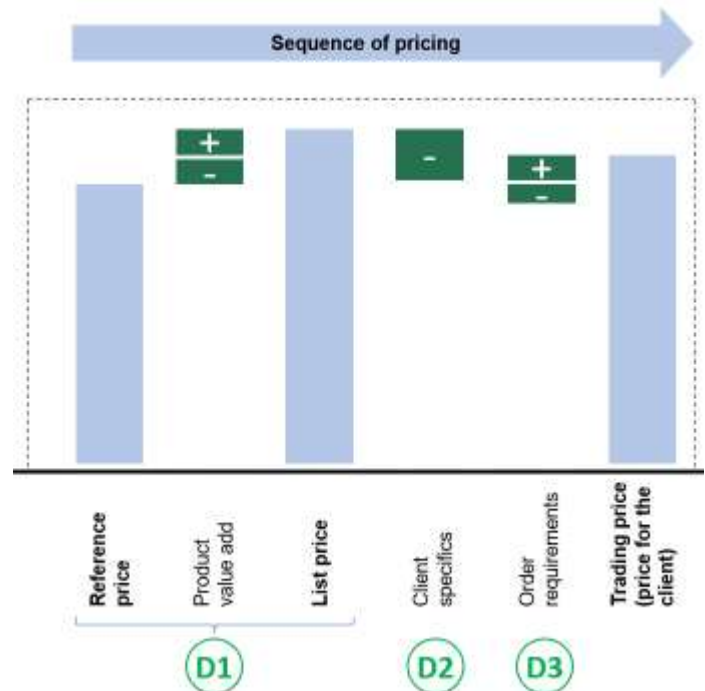 Sequence of pricing
+
-
-
+
-
Reference
price
Product
value add
List price
Client
specifics
Order
requirements
Trading price
(price for the
client)
D1
D2
D3